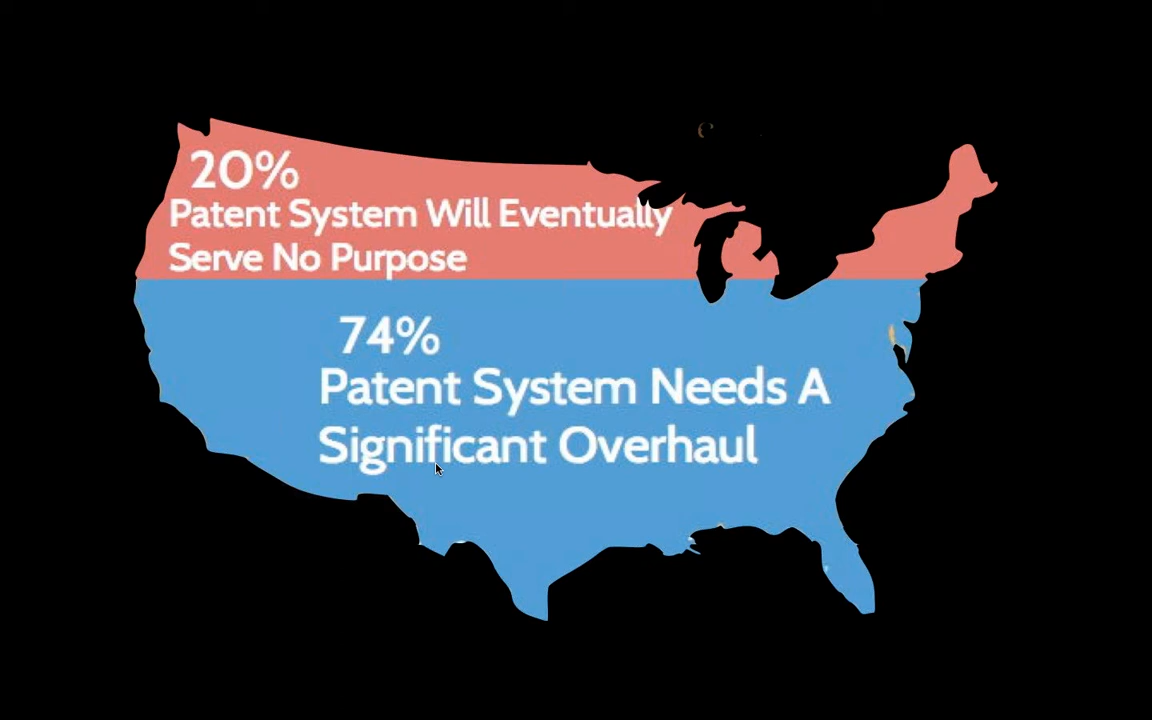 20%
Patent System Will Eventually
Serve No Purpose
74%
Patent System Needs A
Significant Overhaul